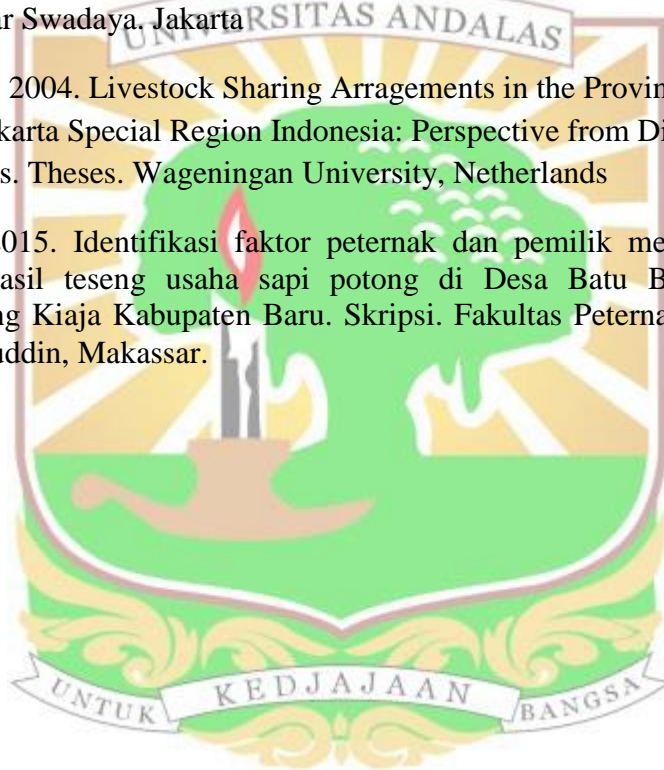 ar Swadaya. Jakarta
UNIVERSITAS ANDALAS
2004. Livestock Sharing Arragements in the Provin
karta Special Region Indonesia: Perspective from Di
s. Theses. Wageningan University, Netherlands
2015. Identifikasi faktor peternak dan pemilik me
asil teseng usaha sapi potong di Desa Batu B
ng Kiaja Kabupaten Baru. Skripsi. Fakultas Peterna
uddin, Makassar.
UNTUK KEDJAJAAN BANGSA